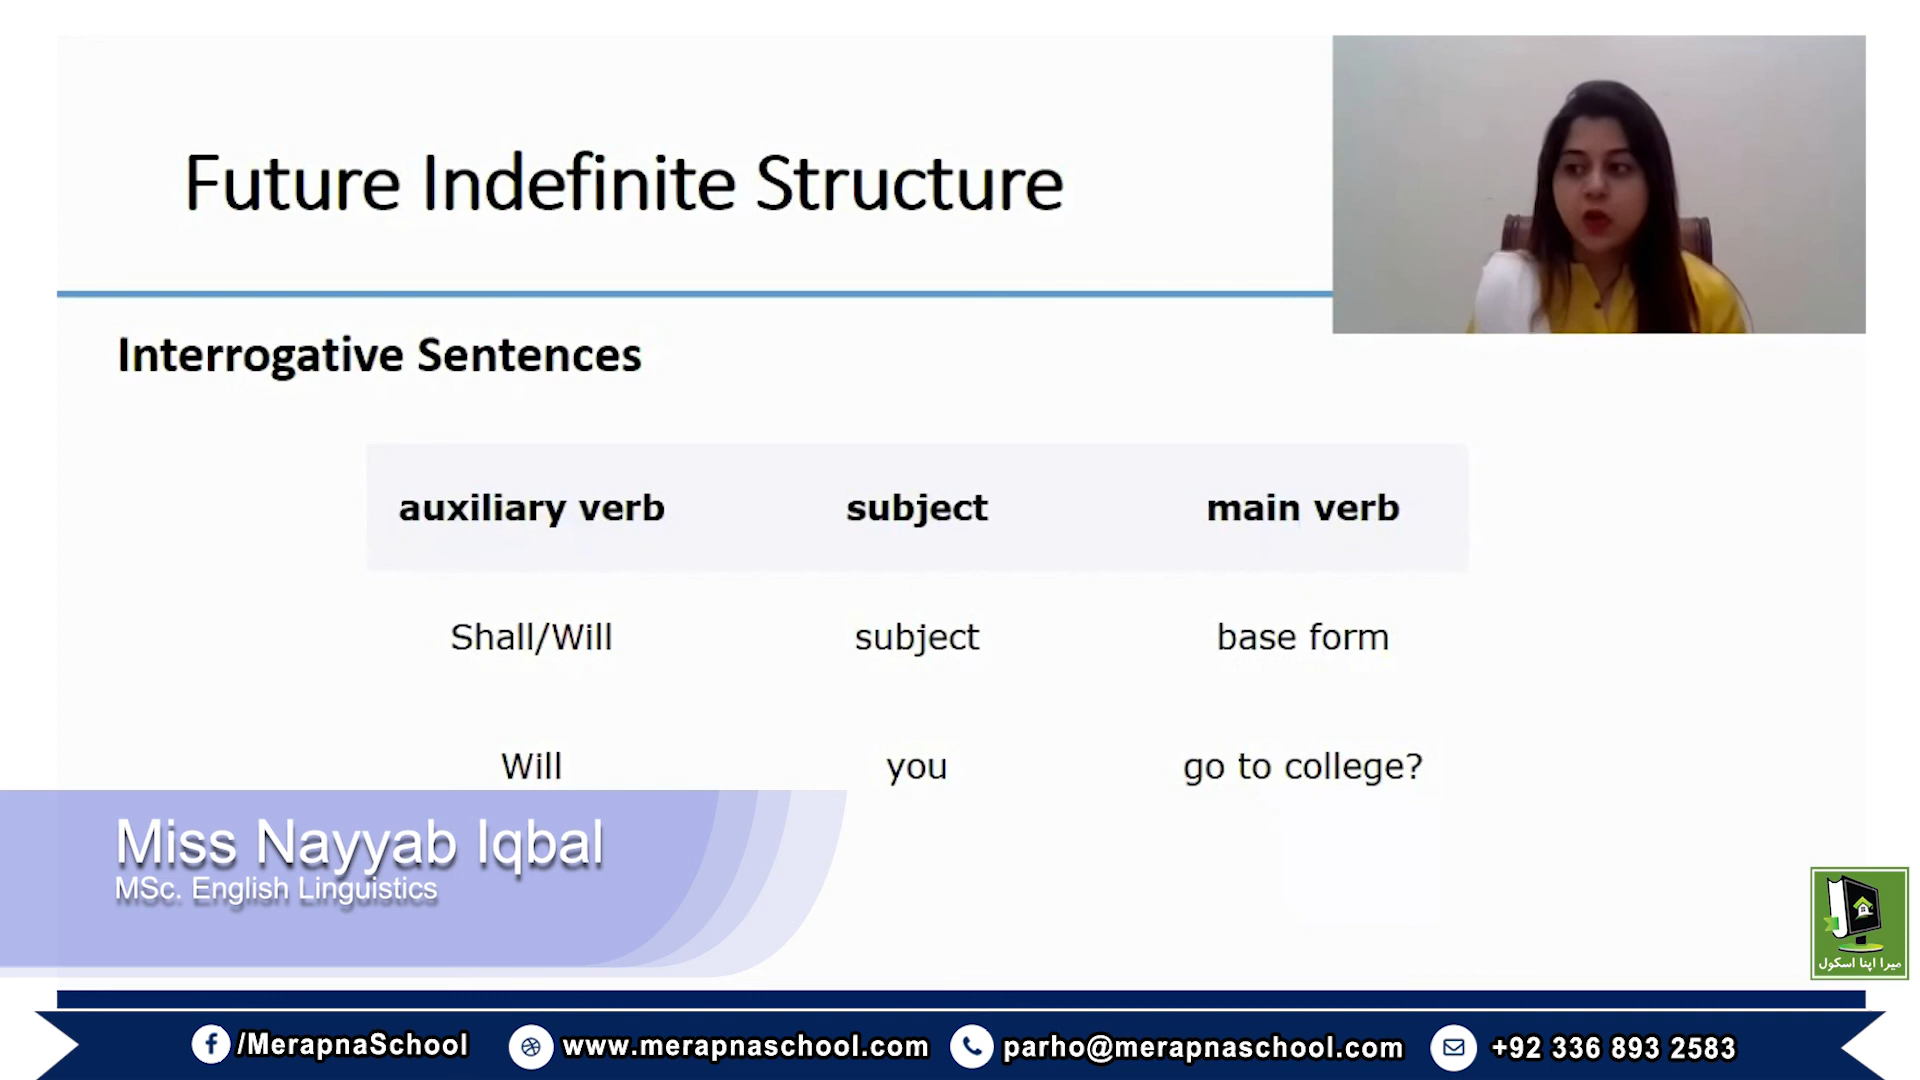 Future Indefinite Structure
Interrogative Sentences
auxiliary verb subject main verb
Shall/Will subject base form
Will you go to college?
Miss Nayyab Iqbal
MSc. English Linguistics
میرا اپنا اسکول
/MerapnaSchool www.merapnaschool.com parho@merapnaschool.com +92 336 893 2583